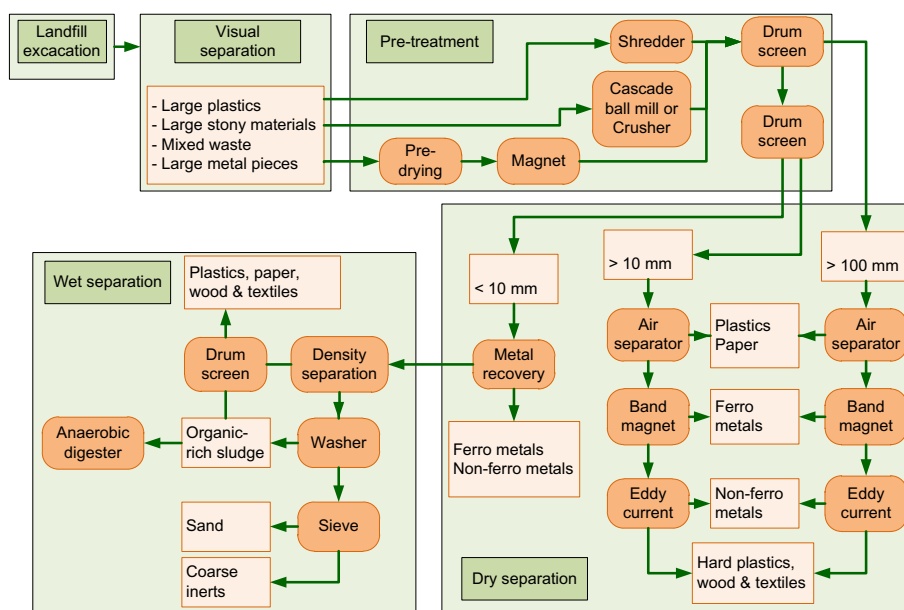 Landfill
excacation
Visual
separation
- Large plastics
- Large stony materials
- Mixed waste
- Large metal pieces
Pre-treatment
Shredder
Cascade
ball mill or
Crusher
Pre-
drying
Magnet
Drum
screen
Drum
screen
Wet separation
Plastics, paper,
wood & textiles
Drum
screen
Density
separation
Anaerobic
digester
Organic-
rich sludge
Washer
Sand
Sieve
Coarse
inerts
< 10 mm
Metal
recovery
Ferro metals
Non-ferro metals
> 10 mm
> 100 mm
Air
separator
Plastics
Paper
Air
separator
Band
magnet
Ferro
metals
Band
magnet
Eddy
current
Non-ferro
metals
Eddy
current
Hard plastics,
wood & textiles
Dry separation